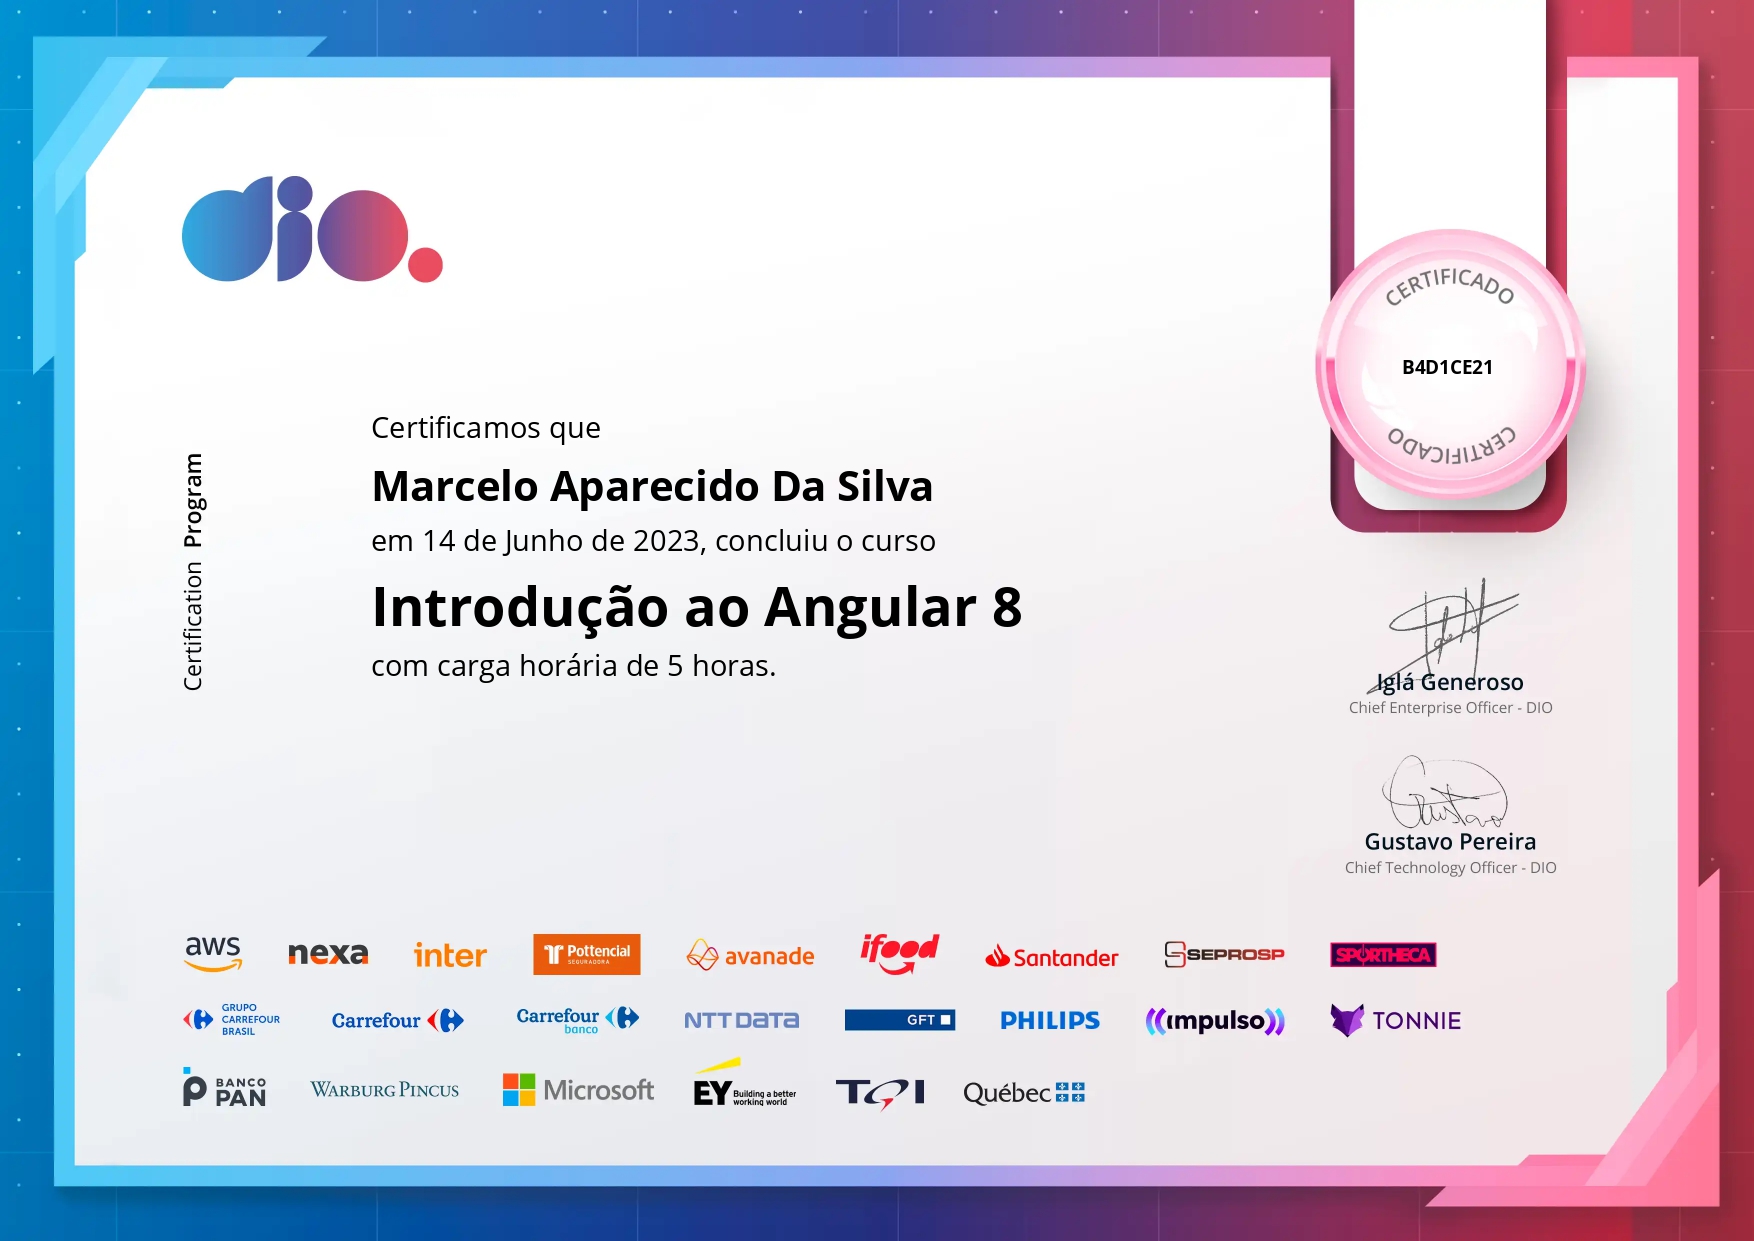 dio.
CERTIFICADO
B4D1CE21
CERTIFICADO
Certification Program
Certificamos que
Marcelo Aparecido Da Silva
em 14 de Junho de 2023, concluiu o curso
Introdução ao Angular 8
com carga horária de 5 horas.
Iglá Generoso
Chief Enterprise Officer - DIO
Gustavo
Gustavo Pereira
Chief Technology Officer - DIO
aws nexa inter Pottencial SEGURADORA avanade ifood Santander SEPROSP SPORTHECA
GRUPO CARREFOUR BRASIL Carrefour Carrefour banco NTT DATA GFT PHILIPS impulso TONNIE
BANCO PAN WARBURG PINCUS Microsoft EY Building a better working world TQI Québec